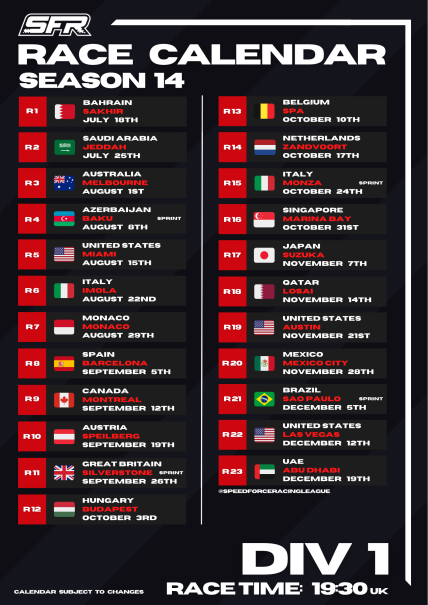 SFR
RACE CALENDAR
SEASON 14
R1
BAHRAIN
SAKHIR
JULY 18TH
R2
SAUDI ARABIA
JEDDAH
JULY 25TH
R3
AUSTRALIA
MELBOURNE
AUGUST 1ST
R4
AZERBAIJAN
BAKU
SPRINT
AUGUST 8TH
R5
UNITED STATES
MIAMI
AUGUST 15TH
R6
ITALY
IMOLA
AUGUST 22ND
R7
MONACO
MONACO
AUGUST 29TH
R8
SPAIN
BARCELONA
SEPTEMBER 5TH
R9
CANADA
MONTREAL
SEPTEMBER 12TH
R10
AUSTRIA
SPEILBERG
SEPTEMBER 19TH
R11
GREAT BRITAIN
SILVERSTONE SPRINT
SEPTEMBER 26TH
R12
HUNGARY
BUDAPEST
OCTOBER 3RD
R13
BELGIUM
SPA
OCTOBER 10TH
R14
NETHERLANDS
ZANDVOORT
OCTOBER 17TH
R15
ITALY
MONZA
SPRINT
OCTOBER 24TH
R16
SINGAPORE
MARINA BAY
OCTOBER 31ST
R17
JAPAN
SUZUKA
NOVEMBER 7TH
R18
QATAR
LOSAI
NOVEMBER 14TH
R19
UNITED STATES
AUSTIN
NOVEMBER 21ST
R20
MEXICO
MEXICO CITY
NOVEMBER 28TH
R21
BRAZIL
SAO PAULO SPRINT
DECEMBER 5TH
R22
UNITED STATES
LAS VEGAS
DECEMBER 12TH
R23
UAE
ABU DHABI
DECEMBER 19TH
@SPEEDFORCERACINGLEAGUE
DIV 1
CALENDAR SUBJECT TO CHANGES
RACE TIME: 19:30 UK